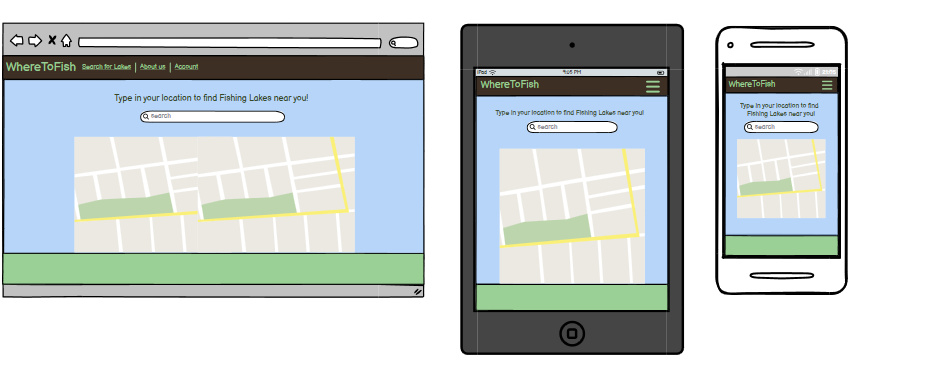 WhereToFish Search for Lakes | About us | Account
Type in your location to find Fishing Lakes near you!
search
iPad 9:05 PM
WhereToFish
Type in your location to find Fishing Lakes near you!
search
WhereToFish
Type in your location to find
Fishing Lakes near you!
search